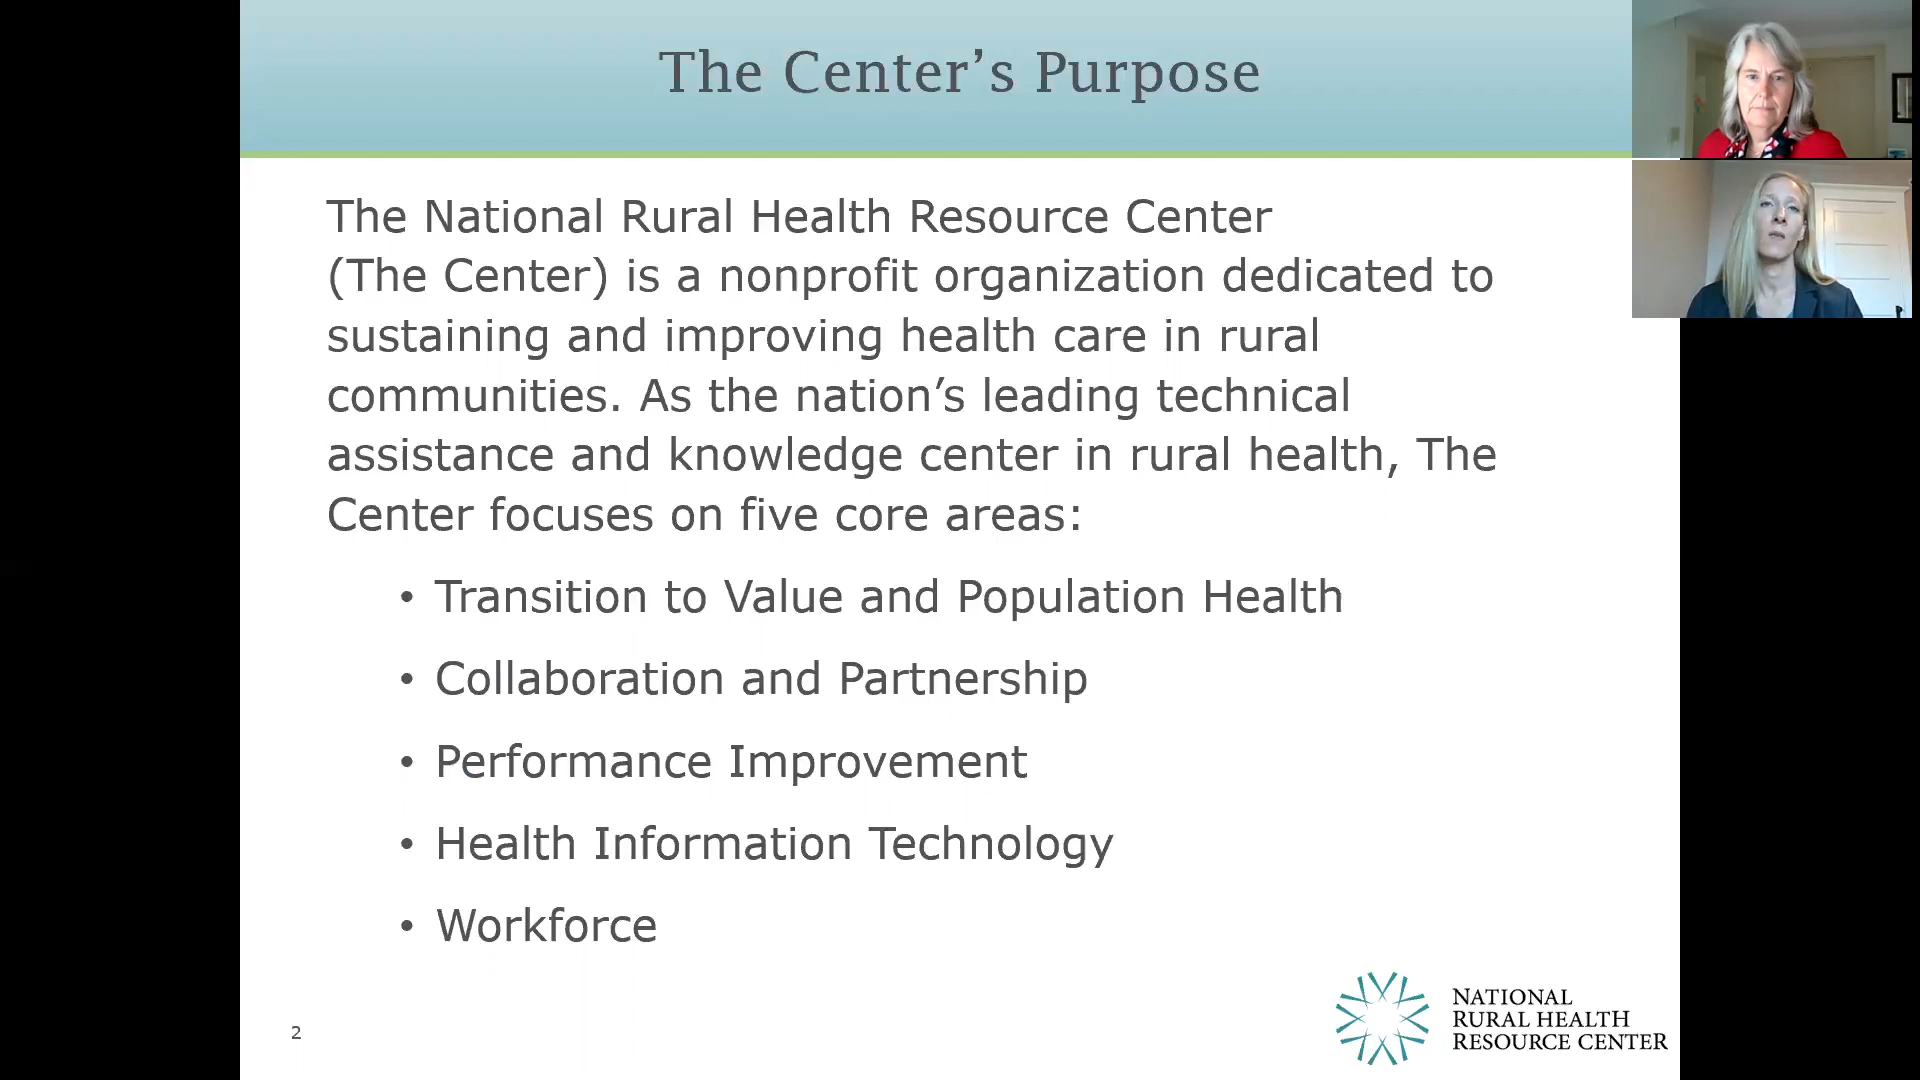 The Center’s Purpose
The National Rural Health Resource Center
(The Center) is a nonprofit organization dedicated to
sustaining and improving health care in rural
communities. As the nation’s leading technical
assistance and knowledge center in rural health, The
Center focuses on five core areas:
• Transition to Value and Population Health
• Collaboration and Partnership
• Performance Improvement
• Health Information Technology
• Workforce
2
NATIONAL
RURAL HEALTH
RESOURCE CENTER